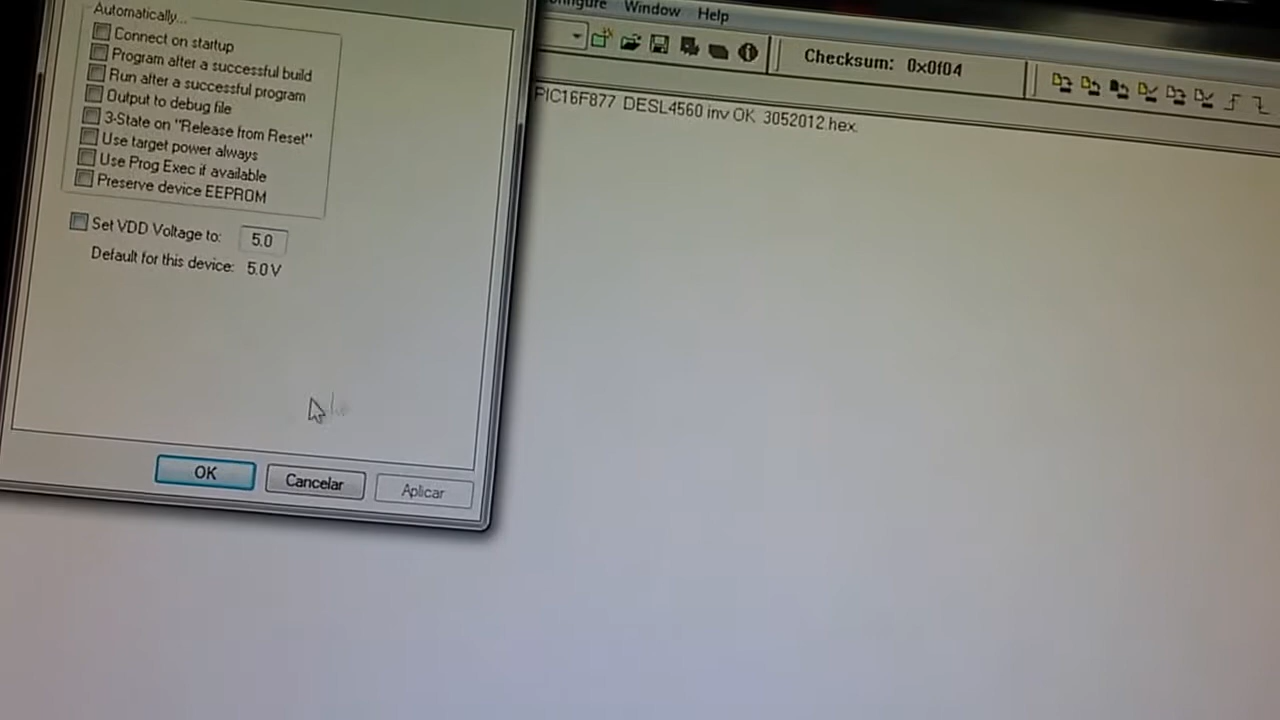 Window Help
Checksum: 0x0f04
PIC16F877 DESL4560 inv OK 3052012.hex.
Automatically...
Connect on startup
Program after a successful build
Run after a successful program
Output to debug file
3-State on "Release from Reset"
Use target power always
Use Prog Exec if available
Preserve device EEPROM
Set VDD Voltage to: 5.0
Default for this device: 5.0 V
OK Cancelar Aplicar